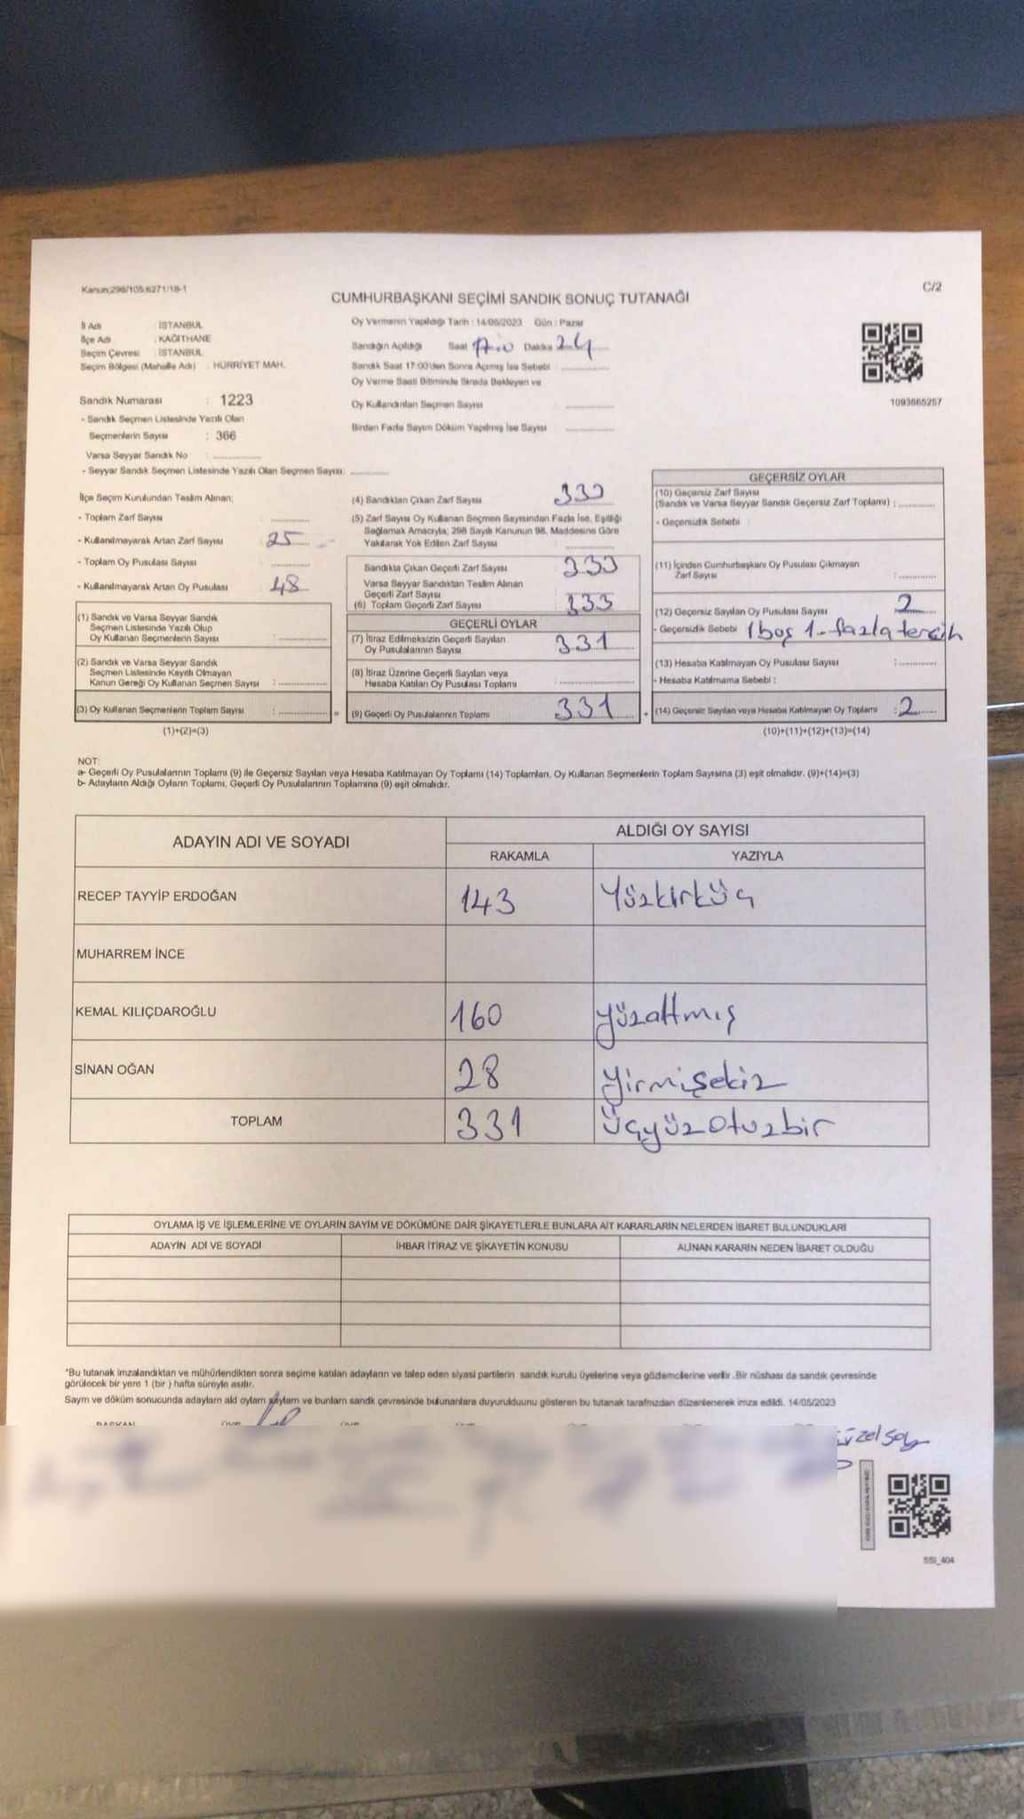 Kanun:298/105:6271/18-1
C/2
CUMHURBAŞKANI SEÇİMİ SANDIK SONUÇ TUTANAĞI
İl Adı : İSTANBUL
İlçe Adı : KAĞITHANE
Seçim Çevresi : İSTANBUL
Seçim Bölgesi (Mahalle Adı) : HÜRRİYET MAH.
Sandık Numarası : 1223
- Sandık Seçmen Listesinde Yazılı Olan
Seçmenlerin Sayısı : 366
Varsa Seyyar Sandık No :
- Seyyar Sandık Seçmen Listesinde Yazılı Olan Seçmen Sayısı:
Oy Vermenin Yapıldığı Tarih : 14/05/2023 Gün : Pazar
Sandığın Açıldığı Saat Dakika 24
Sandık Saat 17:00'den Sonra Açılmış İse Sebebi :
Oy Verme Saati Bitiminde Sırada Bekleyen ve
Oy Kullandırılan Seçmen Sayısı :
Birden Fazla Sayım Döküm Yapılmış İse Sayısı
1093665257
İlçe Seçim Kurulundan Teslim Alınan;
- Toplam Zarf Sayısı :
- Kullanılmayarak Artan Zarf Sayısı : 25
- Toplam Oy Pusulası Sayısı :
- Kullanılmayarak Artan Oy Pusulası : 48
(1) Sandık ve Varsa Seyyar Sandık
Seçmen Listesinde Yazılı Olup
Oy Kullanan Seçmenlerin Sayısı :
(2) Sandık ve Varsa Seyyar Sandık
Seçmen Listesinde Kayıtlı Olmayan
Kanun Gereği Oy Kullanan Seçmen Sayısı :
(3) Oy Kullanan Seçmenlerin Toplam Sayısı :
(1)+(2)=(3)
(4) Sandıktan Çıkan Zarf Sayısı 333
(5) Zarf Sayısı Oy Kullanan Seçmen Sayısından Fazla İse, Eşitliği
Sağlamak Amacıyla; 298 Sayılı Kanunun 98. Maddesine Göre
Yakılarak Yok Edilen Zarf Sayısı
Sandıkta Çıkan Geçerli Zarf Sayısı 333
Varsa Seyyar Sandıktan Teslim Alınan
Geçerli Zarf Sayısı
(6) Toplam Geçerli Zarf Sayısı 333
GEÇERLİ OYLAR
(7) İtiraz Edilmeksizin Geçerli Sayılan
Oy Pusulalarının Sayısı : 331
(8) İtiraz Üzerine Geçerli Sayılan veya
Hesaba Katılan Oy Pusulası Toplamı :
= (9) Geçerli Oy Pusulalarının Toplamı 331
GEÇERSİZ OYLAR
(10) Geçersiz Zarf Sayısı
(Sandık ve Varsa Seyyar Sandık Geçersiz Zarf Toplamı) :
- Geçersizlik Sebebi :
(11) İçinden Cumhurbaşkanı Oy Pusulası Çıkmayan
Zarf Sayısı :
(12) Geçersiz Sayılan Oy Pusulası Sayısı 2
- Geçersizlik Sebebi 1 boş 1-fazla tercih
(13) Hesaba Katılmayan Oy Pusulası Sayısı :
- Hesaba Katılmama Sebebi :
+ (14) Geçersiz Sayılan veya Hesaba Katılmayan Oy Toplamı : 2
(10)+(11)+(12)+(13)=(14)
NOT:
a- Geçerli Oy Pusulalarının Toplamı (9) ile Geçersiz Sayılan veya Hesaba Katılmayan Oy Toplamı (14) Toplamları, Oy Kullanan Seçmenlerin Toplam Sayısına (3) eşit olmalıdır. (9)+(14)=(3)
b- Adayların Aldığı Oyların Toplamı, Geçerli Oy Pusulalarının Toplamına (9) eşit olmalıdır.
ADAYIN ADI VE SOYADI
ALDIĞI OY SAYISI
RAKAMLA YAZIYLA
RECEP TAYYİP ERDOĞAN 143 Yüzkırküç
MUHARREM İNCE
KEMAL KILIÇDAROĞLU 160 yüzaltmış
SİNAN OĞAN 28 yirmişekiz
TOPLAM 331 Üçyüzotuzbir
OYLAMA İŞ VE İŞLEMLERİNE VE OYLARIN SAYIM VE DÖKÜMÜNE DAİR ŞİKAYETLERLE BUNLARA AİT KARARLARIN NELERDEN İBARET BULUNDUKLARI
ADAYIN ADI VE SOYADI İHBAR İTİRAZ VE ŞİKAYETİN KONUSU ALINAN KARARIN NEDEN İBARET OLDUĞU
*Bu tutanak imzalandıktan ve mühürlendikten sonra seçime katılan adayların ve talep eden siyasi partilerin sandık kurulu üyelerine veya gözlemcilerine verilir. Bir nüshası da sandık çevresinde
görülecek bir yere 1 (bir ) hafta süreyle asılır.
Sayım ve döküm sonucunda adayların
ve bunların sandık çevresinde bulunanlara duyurulduğunu gösteren bu tutanak tarafımızdan düzenlenerek imza edildi. 14/05/2023
SSI_404